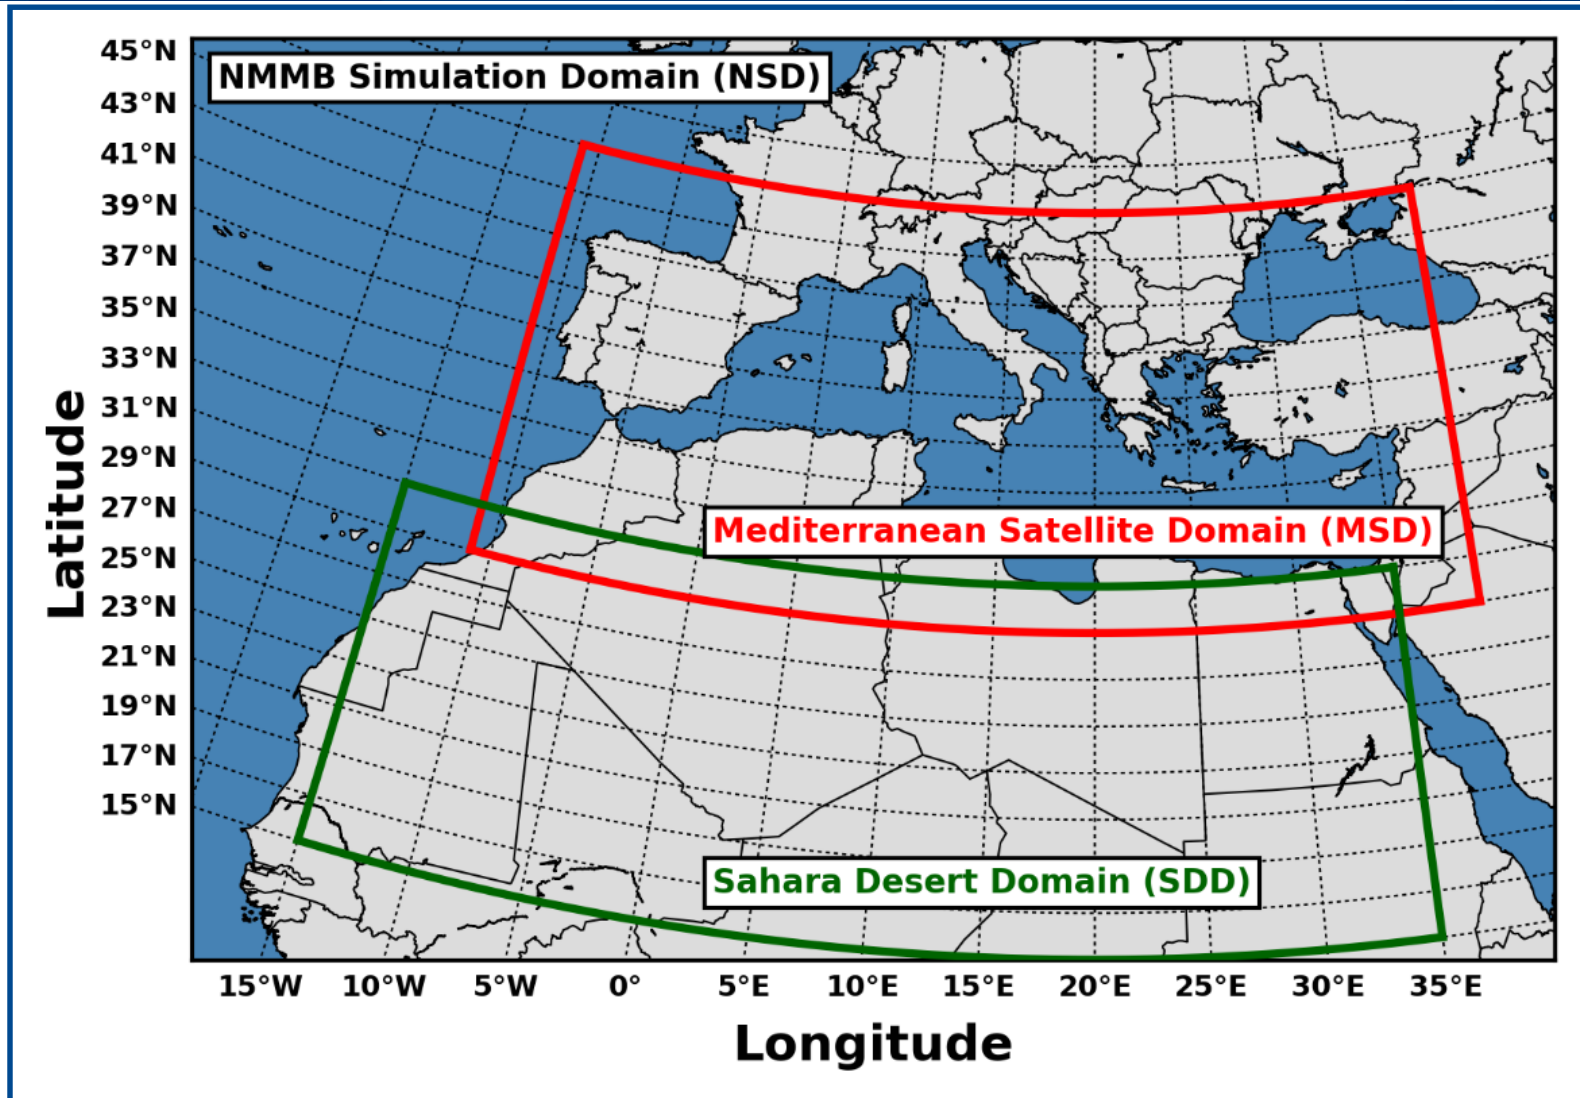 NMMB Simulation Domain (NSD)
45°N
43°N
41°N
39°N
37°N
35°N
33°N
31°N
29°N
27°N
25°N
23°N
21°N
19°N
17°N
15°N
Latitude
Mediterranean Satellite Domain (MSD)
Sahara Desert Domain (SDD)
15°W 10°W 5°W 0° 5°E 10°E 15°E 20°E 25°E 30°E 35°E
Longitude